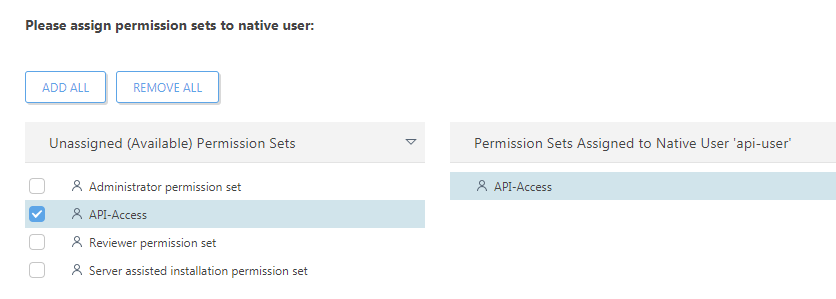 Please assign permission sets to native user:
ADD ALL
REMOVE ALL
Unassigned (Available) Permission Sets
Permission Sets Assigned to Native User 'api-user'
Administrator permission set
API-Access
API-Access
Reviewer permission set
Server assisted installation permission set